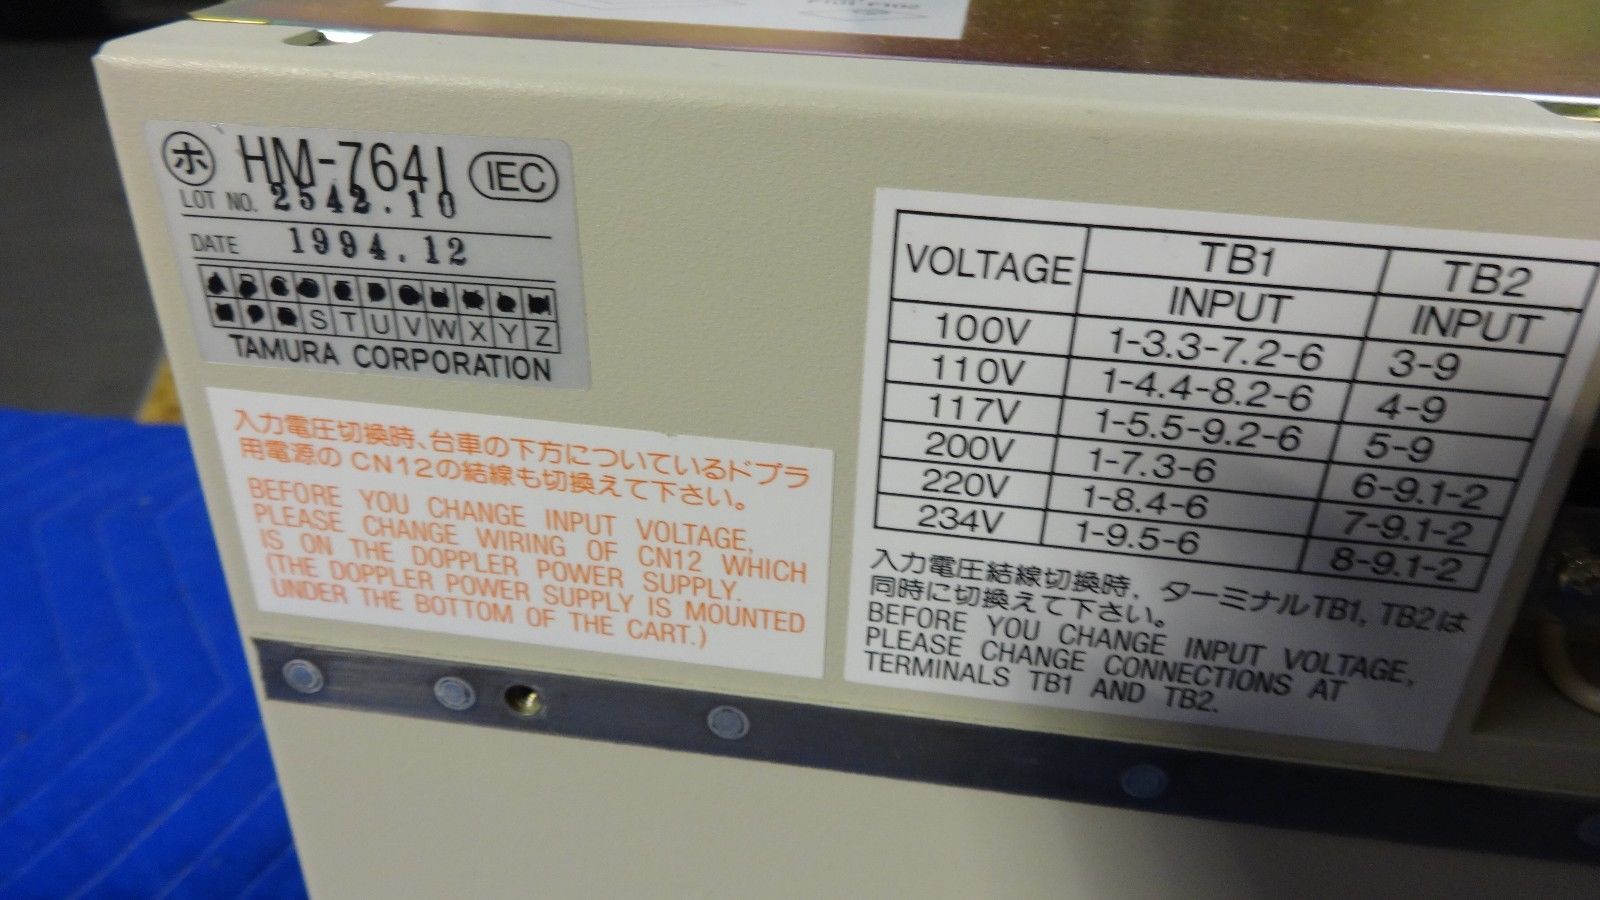 ホ HM-7641 IEC
LOT NO. 2542.10
DATE 1994.12
S T U V W X Y Z
TAMURA CORPORATION
入力電圧切換時、台車の下方についているドプラ
用電源のCN12の結線も切換えて下さい。
BEFORE YOU CHANGE INPUT VOLTAGE,
PLEASE CHANGE WIRING OF CN12 WHICH
IS ON THE DOPPLER POWER SUPPLY.
(THE DOPPLER POWER SUPPLY IS MOUNTED
UNDER THE BOTTOM OF THE CART.)
VOLTAGE TB1 TB2
INPUT INPUT
100V 1-3.3-7.2-6 3-9
110V 1-4.4-8.2-6 4-9
117V 1-5.5-9.2-6 5-9
200V 1-7.3-6 6-9.1-2
220V 1-8.4-6 7-9.1-2
234V 1-9.5-6 8-9.1-2
入力電圧結線切換時，ターミナルTB1, TB2は
同時に切換えて下さい。
BEFORE YOU CHANGE INPUT VOLTAGE,
PLEASE CHANGE CONNECTIONS AT
TERMINALS TB1 AND TB2.